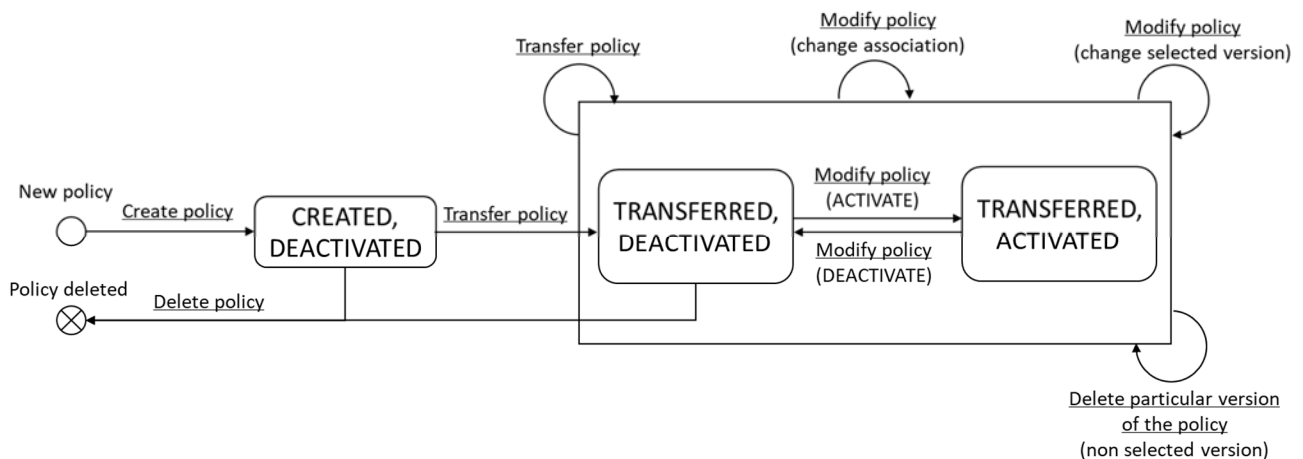 Modify policy
(change association)
Modify policy
(change selected version)
Transfer policy
New policy
Create policy
CREATED,
DEACTIVATED
Transfer policy
TRANSFERRED,
DEACTIVATED
Modify policy
(ACTIVATE)
Modify policy
(DEACTIVATE)
TRANSFERRED,
ACTIVATED
Policy deleted
Delete policy
Delete particular version
of the policy
(non selected version)